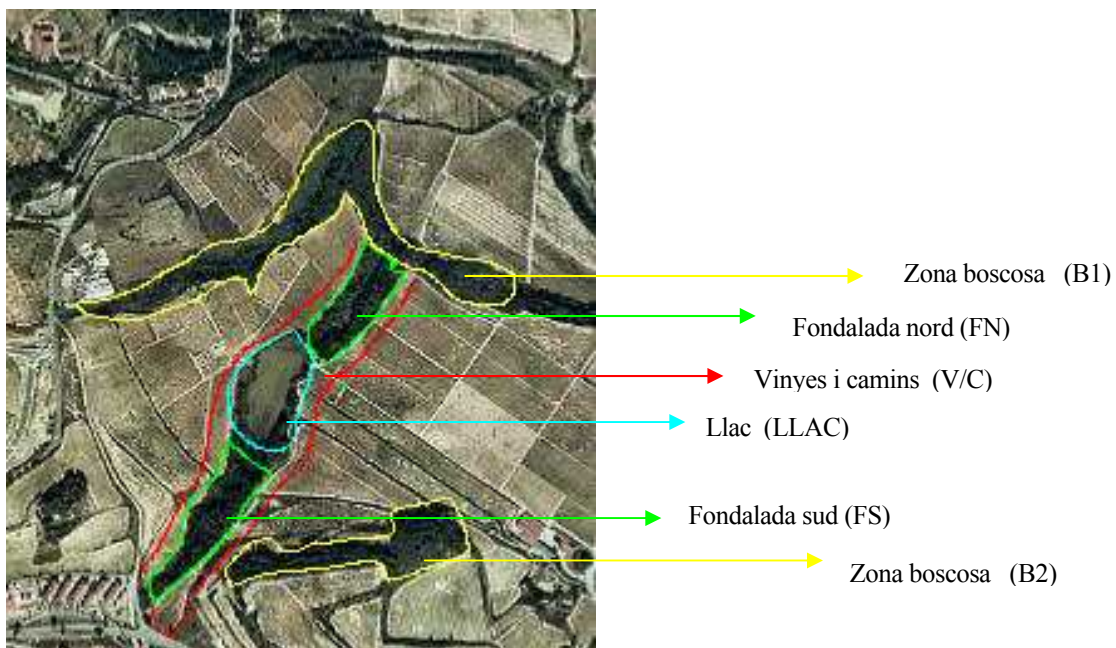 Zona boscosa (B1)
Fondalada nord (FN)
Vinyes i camins (V/C)
Llac (LLAC)
Fondalada sud (FS)
Zona boscosa (B2)